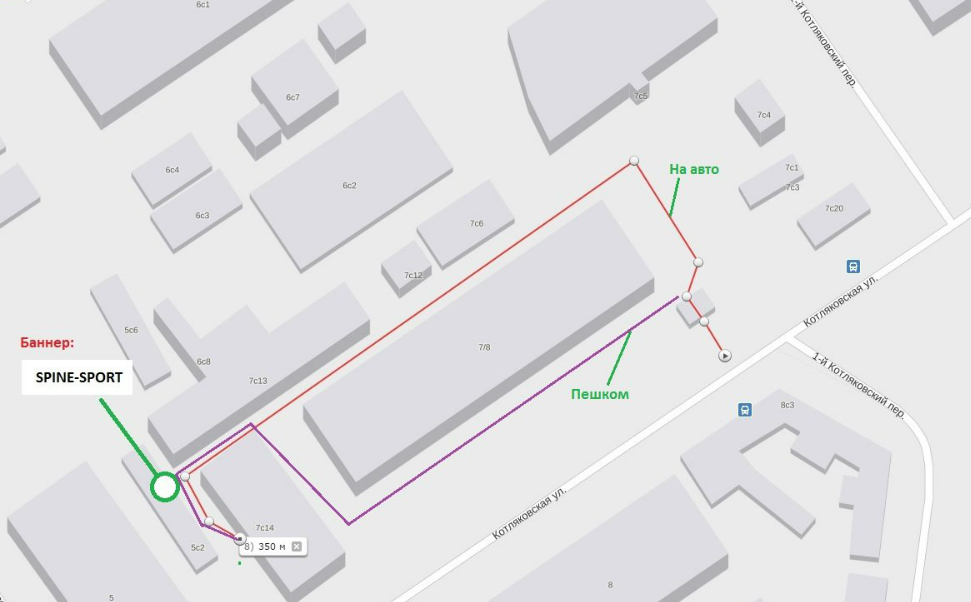 6с1
1-й Котляковский пер.
6с7
7с5
7с4
6с4
На авто
7с1
7с3
6с2
6с3
7с20
7с6
7с12
Котляковская ул.
5с6
Баннер:
7/8
6с8
SPINE-SPORT
7с13
Пешком
1-й Котляковский пер.
8с3
Котляковская ул.
7с14
5с2
8) 350 м
8
5